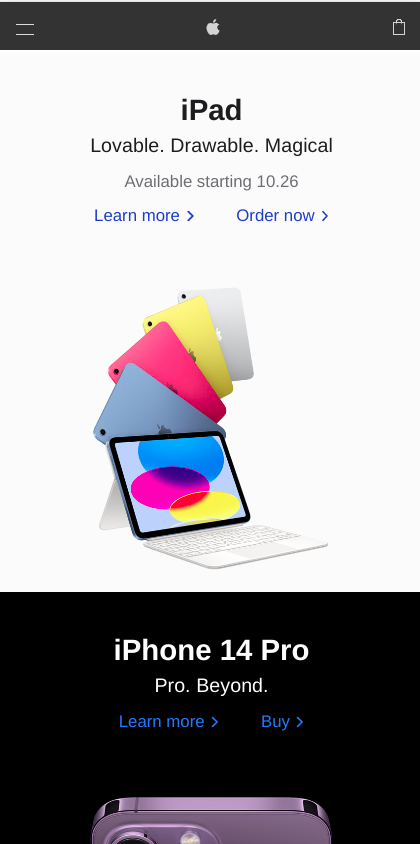 iPad
Lovable. Drawable. Magical
Available starting 10.26
Learn more Order now
iPhone 14 Pro
Pro. Beyond.
Learn more Buy